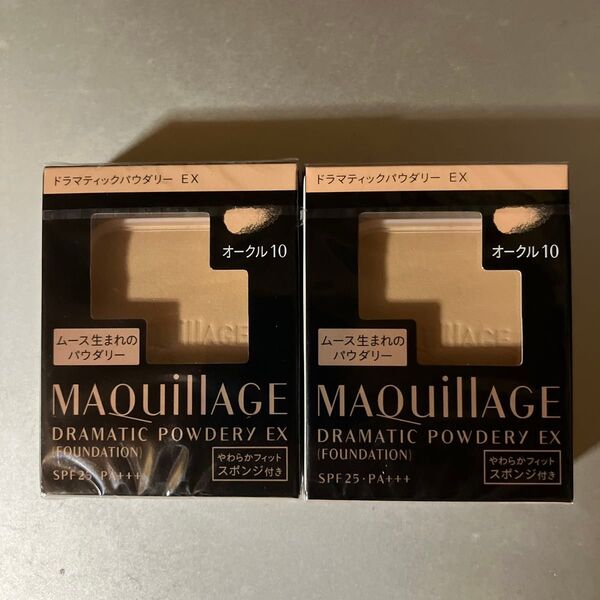 ドラマティックパウダリー EX
オークル10
ムース生まれの
パウダリー
MAQuillAGE
MAQuillAGE
DRAMATIC POWDERY EX
(FOUNDATION)
SPF25・PA+++
やわらかフィット
スポンジ付き
ドラマティックパウダリー EX
オークル10
ムース生まれの
パウダリー
MAQuillAGE
MAQuillAGE
DRAMATIC POWDERY EX
(FOUNDATION)
SPF25・PA+++
やわらかフィット
スポンジ付き